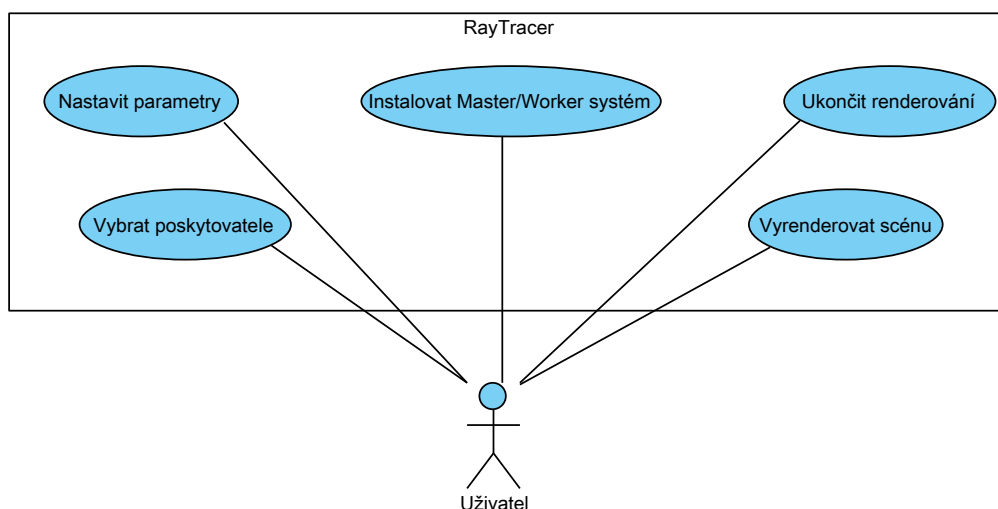 RayTracer
Nastavit parametry
Instalovat Master/Worker systém
Ukončit renderování
Vybrat poskytovatele
Vyrenderovat scénu
Uživatel